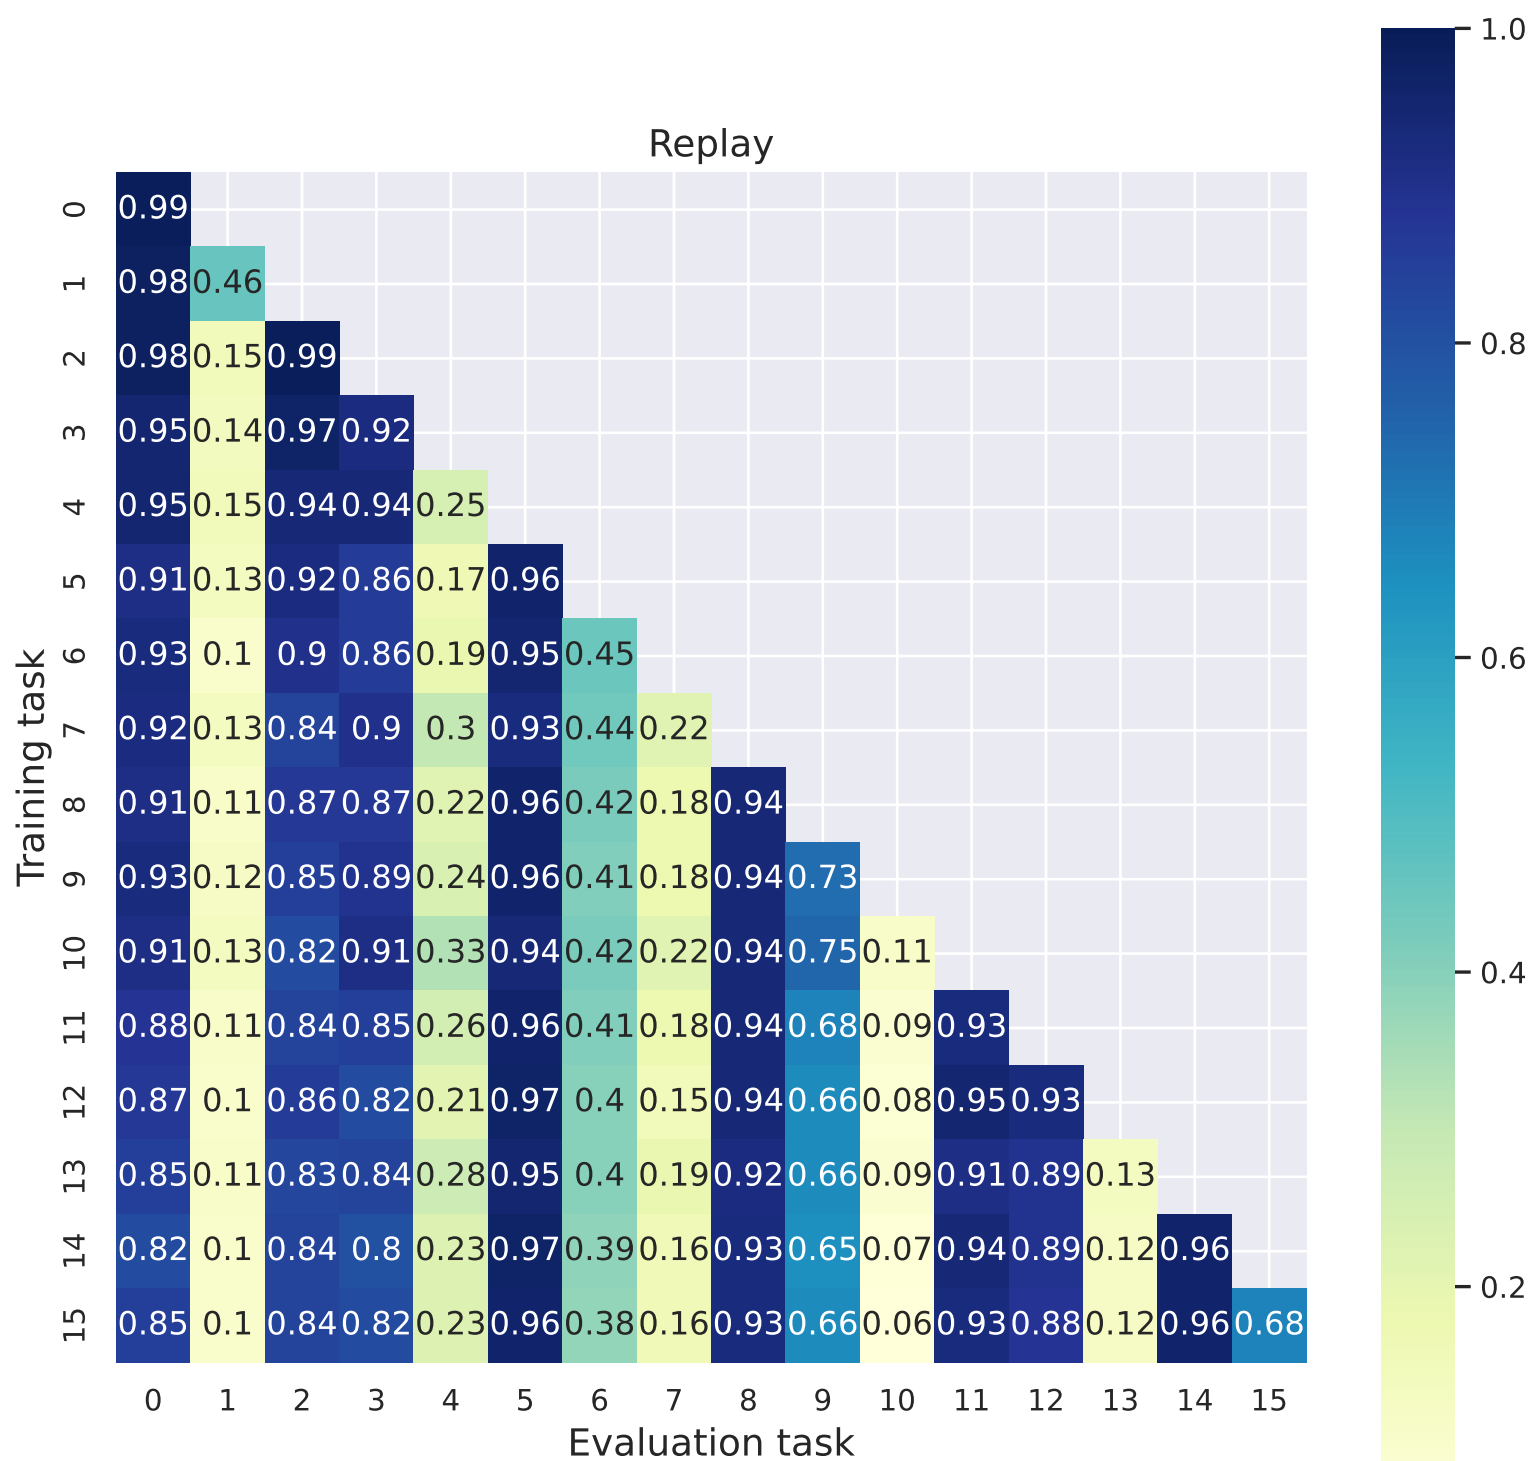 Replay
0 0.99
1 0.98 0.46
2 0.98 0.15 0.99
3 0.95 0.14 0.97 0.92
4 0.95 0.15 0.94 0.94 0.25
5 0.91 0.13 0.92 0.86 0.17 0.96
6 0.93 0.1 0.9 0.86 0.19 0.95 0.45
7 0.92 0.13 0.84 0.9 0.3 0.93 0.44 0.22
8 0.91 0.11 0.87 0.87 0.22 0.96 0.42 0.18 0.94
9 0.93 0.12 0.85 0.89 0.24 0.96 0.41 0.18 0.94 0.73
10 0.91 0.13 0.82 0.91 0.33 0.94 0.42 0.22 0.94 0.75 0.11
11 0.88 0.11 0.84 0.85 0.26 0.96 0.41 0.18 0.94 0.68 0.09 0.93
12 0.87 0.1 0.86 0.82 0.21 0.97 0.4 0.15 0.94 0.66 0.08 0.95 0.93
13 0.85 0.11 0.83 0.84 0.28 0.95 0.4 0.19 0.92 0.66 0.09 0.91 0.89 0.13
14 0.82 0.1 0.84 0.8 0.23 0.97 0.39 0.16 0.93 0.65 0.07 0.94 0.89 0.12 0.96
15 0.85 0.1 0.84 0.82 0.23 0.96 0.38 0.16 0.93 0.66 0.06 0.93 0.88 0.12 0.96 0.68
0 1 2 3 4 5 6 7 8 9 10 11 12 13 14 15
Evaluation task
Training task
1.0
0.8
0.6
0.4
0.2